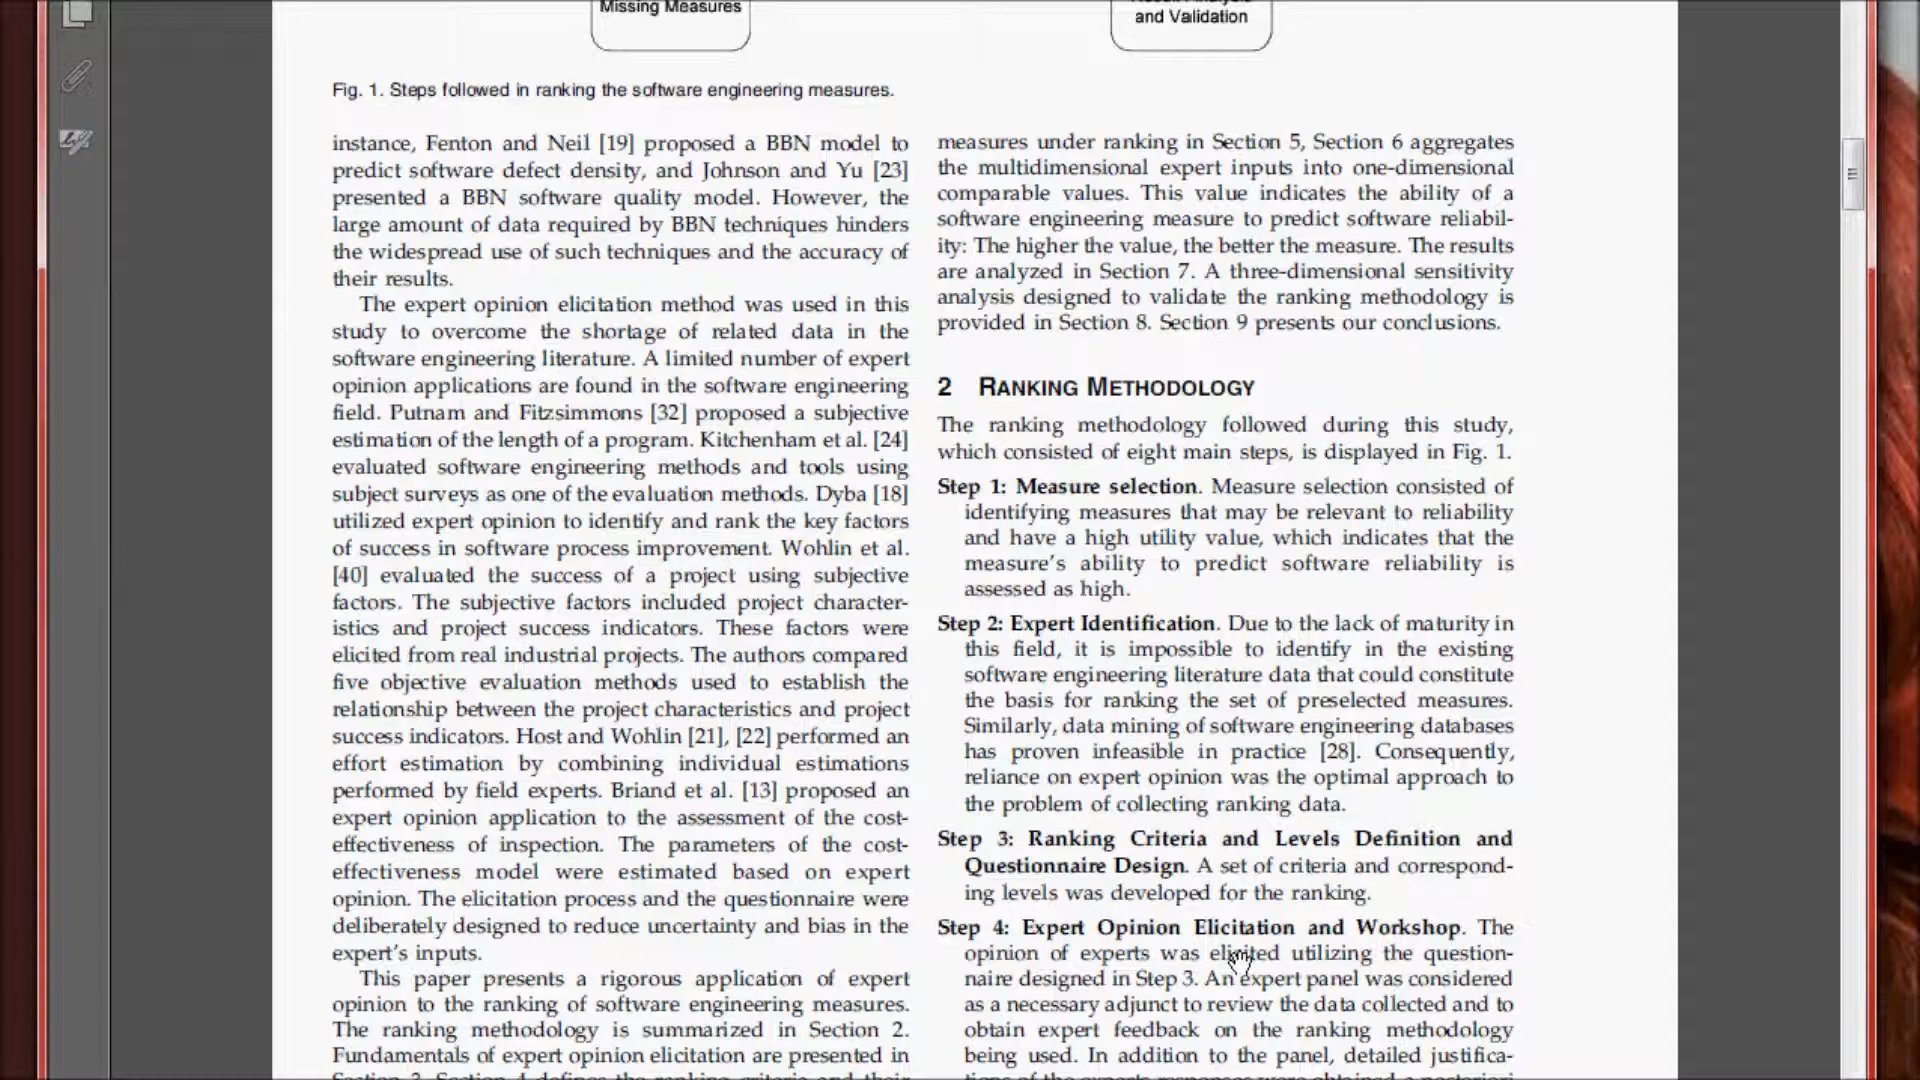 Missing Measures
and Validation
Fig. 1. Steps followed in ranking the software engineering measures.
instance, Fenton and Neil [19] proposed a BBN model to
predict software defect density, and Johnson and Yu [23]
presented a BBN software quality model. However, the
large amount of data required by BBN techniques hinders
the widespread use of such techniques and the accuracy of
their results.
The expert opinion elicitation method was used in this
study to overcome the shortage of related data in the
software engineering literature. A limited number of expert
opinion applications are found in the software engineering
field. Putnam and Fitzsimmons [32] proposed a subjective
estimation of the length of a program. Kitchenham et al. [24]
evaluated software engineering methods and tools using
subject surveys as one of the evaluation methods. Dyba [18]
utilized expert opinion to identify and rank the key factors
of success in software process improvement. Wohlin et al.
[40] evaluated the success of a project using subjective
factors. The subjective factors included project character-
istics and project success indicators. These factors were
elicited from real industrial projects. The authors compared
five objective evaluation methods used to establish the
relationship between the project characteristics and project
success indicators. Host and Wohlin [21], [22] performed an
effort estimation by combining individual estimations
performed by field experts. Briand et al. [13] proposed an
expert opinion application to the assessment of the cost-
effectiveness of inspection. The parameters of the cost-
effectiveness model were estimated based on expert
opinion. The elicitation process and the questionnaire were
deliberately designed to reduce uncertainty and bias in the
expert's inputs.
This paper presents a rigorous application of expert
opinion to the ranking of software engineering measures.
The ranking methodology is summarized in Section 2.
Fundamentals of expert opinion elicitation are presented in
Section 3. Section 4 defines the ranking criteria and their
measures under ranking in Section 5, Section 6 aggregates
the multidimensional expert inputs into one-dimensional
comparable values. This value indicates the ability of a
software engineering measure to predict software reliabil-
ity: The higher the value, the better the measure. The results
are analyzed in Section 7. A three-dimensional sensitivity
analysis designed to validate the ranking methodology is
provided in Section 8. Section 9 presents our conclusions.
2 RANKING METHODOLOGY
The ranking methodology followed during this study,
which consisted of eight main steps, is displayed in Fig. 1.
Step 1: Measure selection. Measure selection consisted of
identifying measures that may be relevant to reliability
and have a high utility value, which indicates that the
measure's ability to predict software reliability is
assessed as high.
Step 2: Expert Identification. Due to the lack of maturity in
this field, it is impossible to identify in the existing
software engineering literature data that could constitute
the basis for ranking the set of preselected measures.
Similarly, data mining of software engineering databases
has proven infeasible in practice [28]. Consequently,
reliance on expert opinion was the optimal approach to
the problem of collecting ranking data.
Step 3: Ranking Criteria and Levels Definition and
Questionnaire Design. A set of criteria and correspond-
ing levels was developed for the ranking.
Step 4: Expert Opinion Elicitation and Workshop. The
opinion of experts was elicited utilizing the question-
naire designed in Step 3. An expert panel was considered
as a necessary adjunct to review the data collected and to
obtain expert feedback on the ranking methodology
being used. In addition to the panel, detailed justifica-